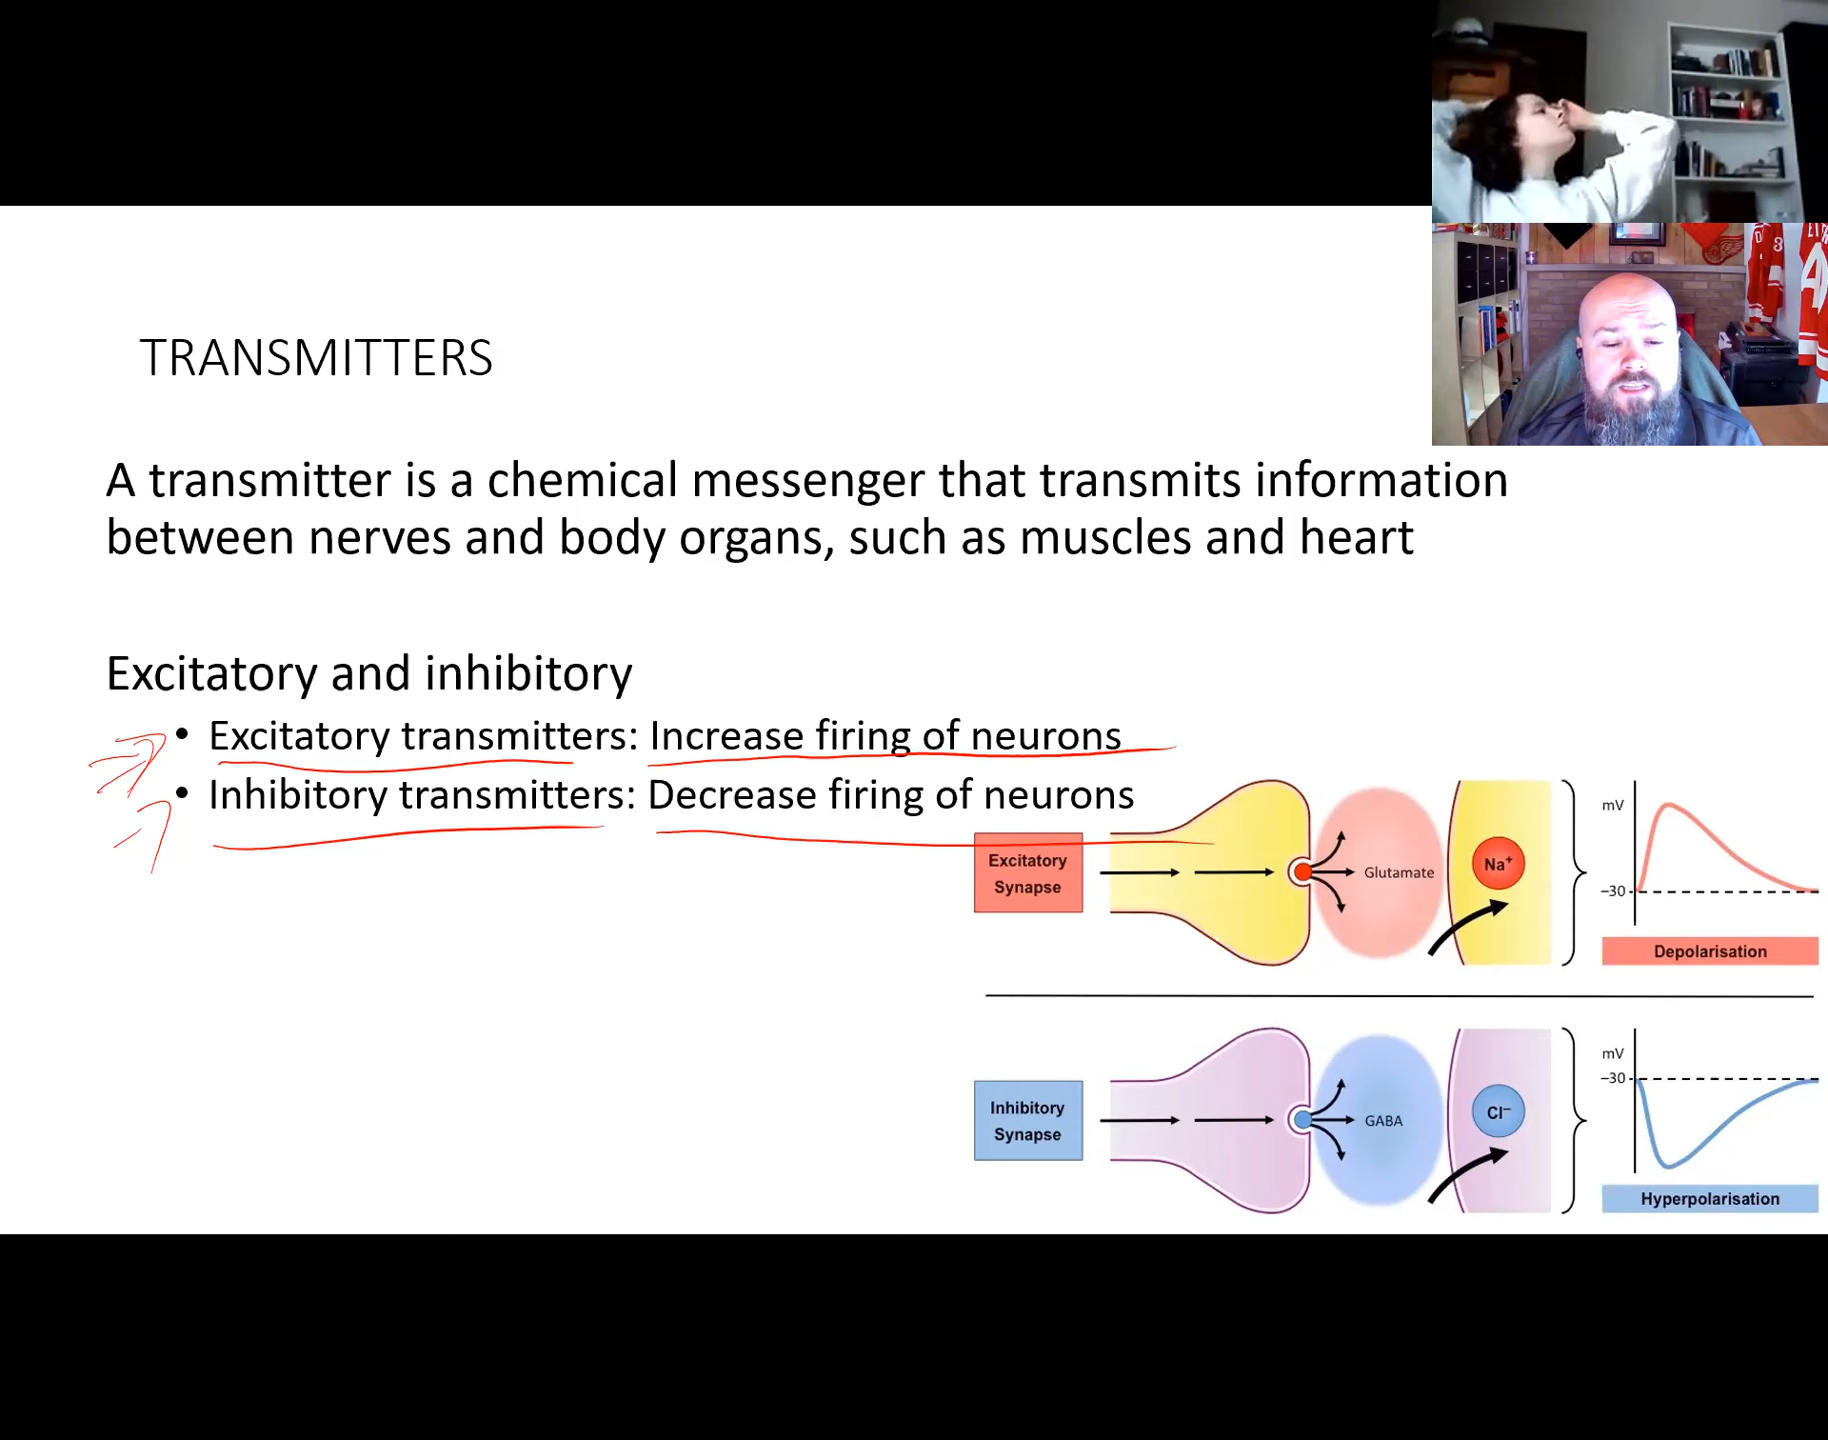 TRANSMITTERS
A transmitter is a chemical messenger that transmits information
between nerves and body organs, such as muscles and heart
Excitatory and inhibitory
• Excitatory transmitters: Increase firing of neurons
• Inhibitory transmitters: Decrease firing of neurons
Excitatory
Synapse
Glutamate
Na⁺
mV
–30
Depolarisation
Inhibitory
Synapse
GABA
Cl⁻
mV
–30
Hyperpolarisation